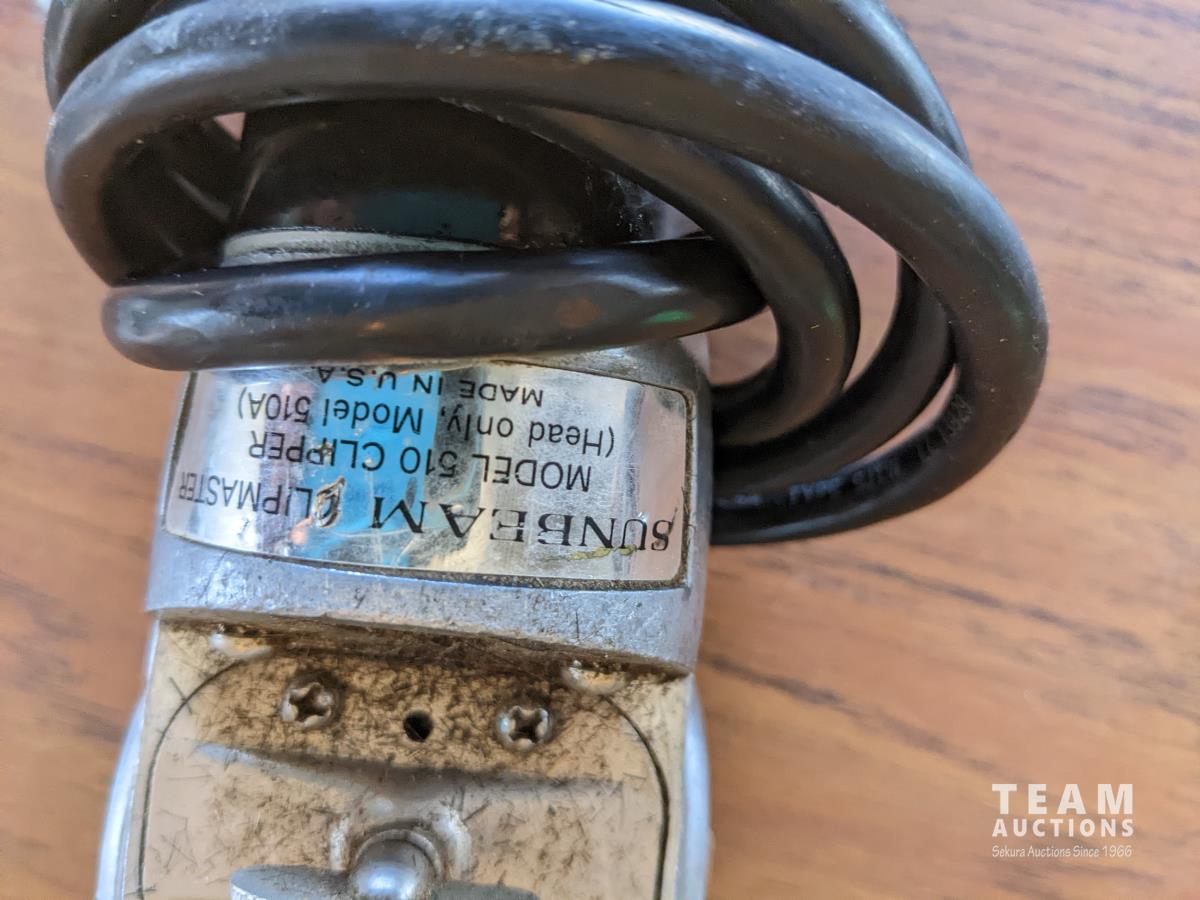 SUNBEAM CLIPMASTER
MODEL 510 CLIPPER
(Head only, Model 510A)
MADE IN U.S.A.
TEAM
AUCTIONS
Sekura Auctions Since 1966